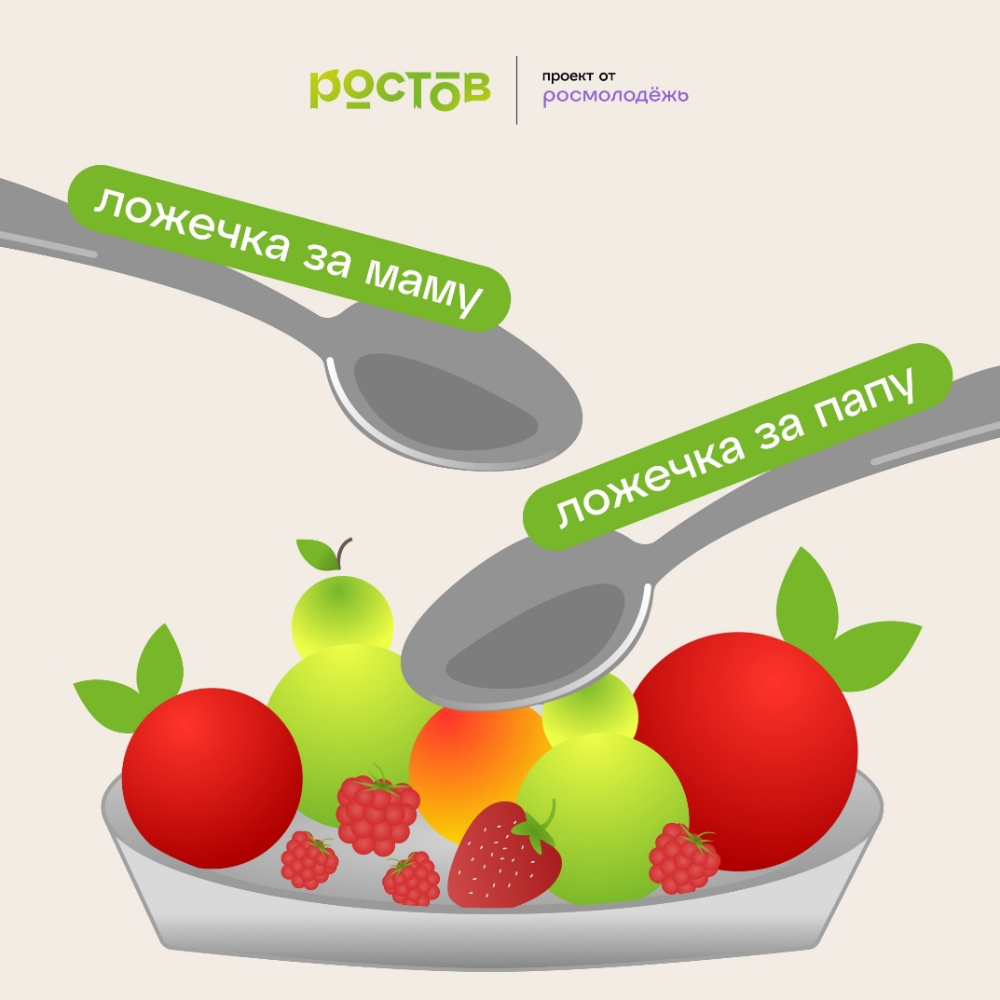 ростов
проект от
росмолодёжь
ложечка за маму
ложечка за папу